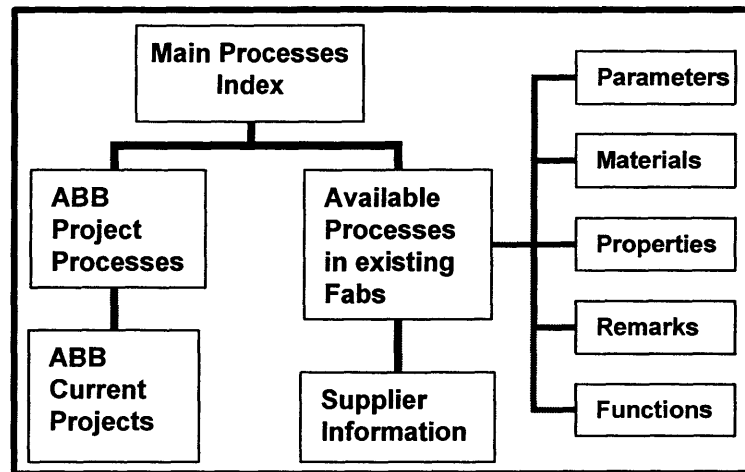 Main Processes
Index
ABB
Project
Processes
Available
Processes
in existing
Fabs
ABB
Current
Projects
Supplier
Information
Parameters
Materials
Properties
Remarks
Functions